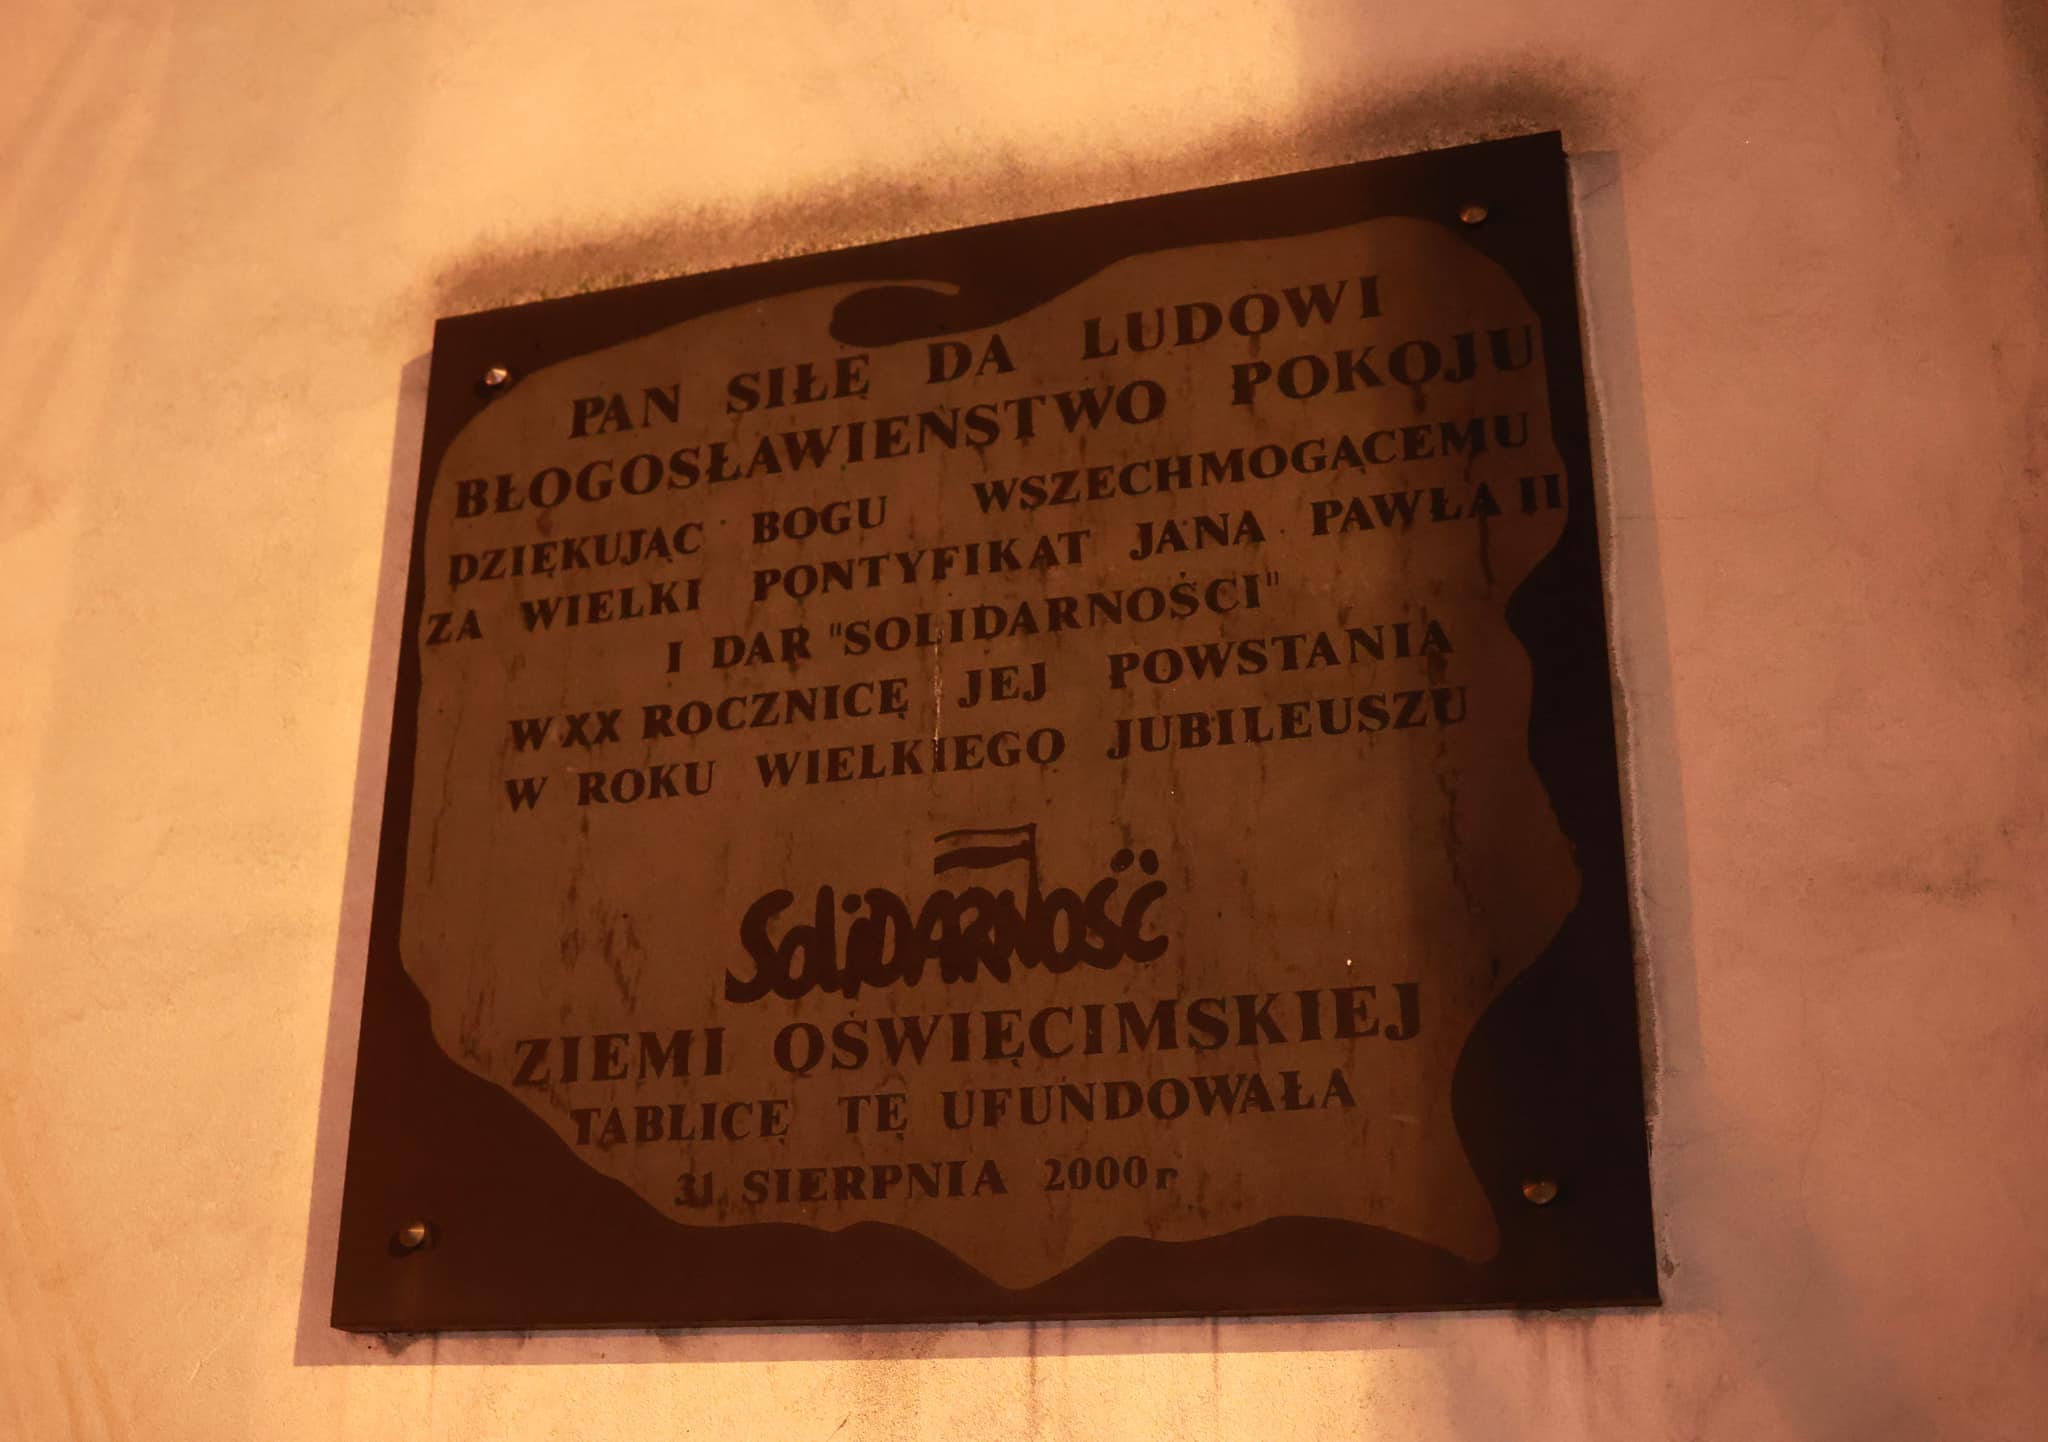 PAN SIŁĘ DA LUDOWI
BŁOGOSŁAWIEŃSTWO POKOJU
DZIĘKUJĄC BOGU WSZECHMOGĄCEMU
ZA WIELKI PONTYFIKAT JANA PAWŁA II
I DAR "SOLIDARNOŚCI"
W XX ROCZNICĘ JEJ POWSTANIA
W ROKU WIELKIEGO JUBILEUSZU
SOLIDARNOŚĆ
ZIEMI OŚWIĘCIMSKIEJ
TABLICĘ TĘ UFUNDOWAŁA
31 SIERPNIA 2000 r